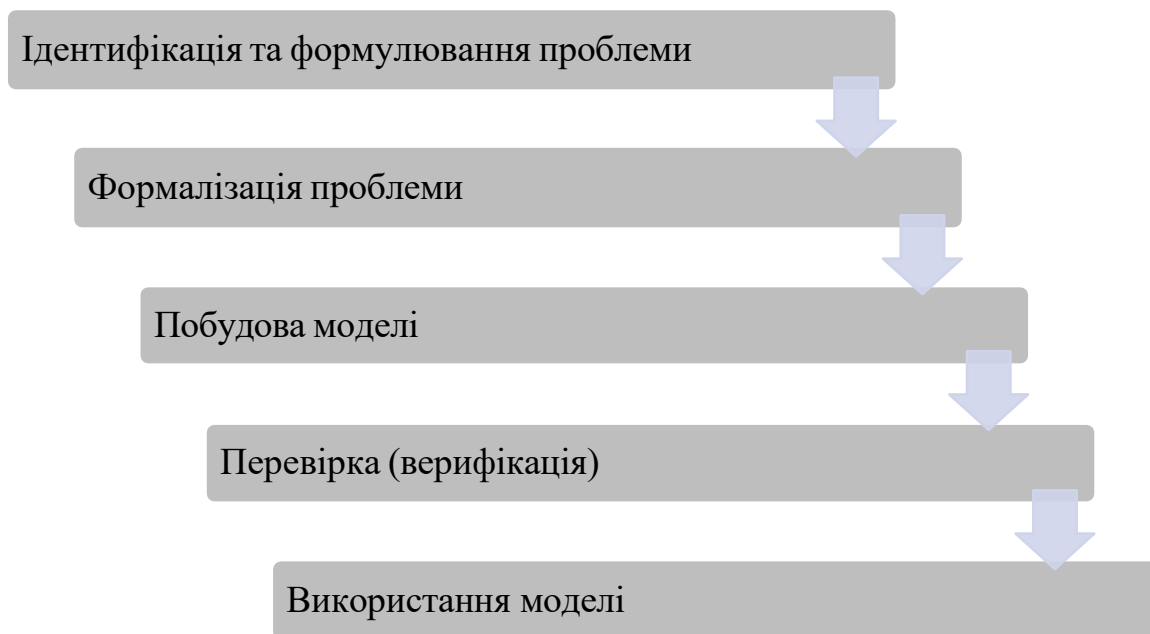 Ідентифікація та формулювання проблеми
Формалізація проблеми
Побудова моделі
Перевірка (верифікація)
Використання моделі